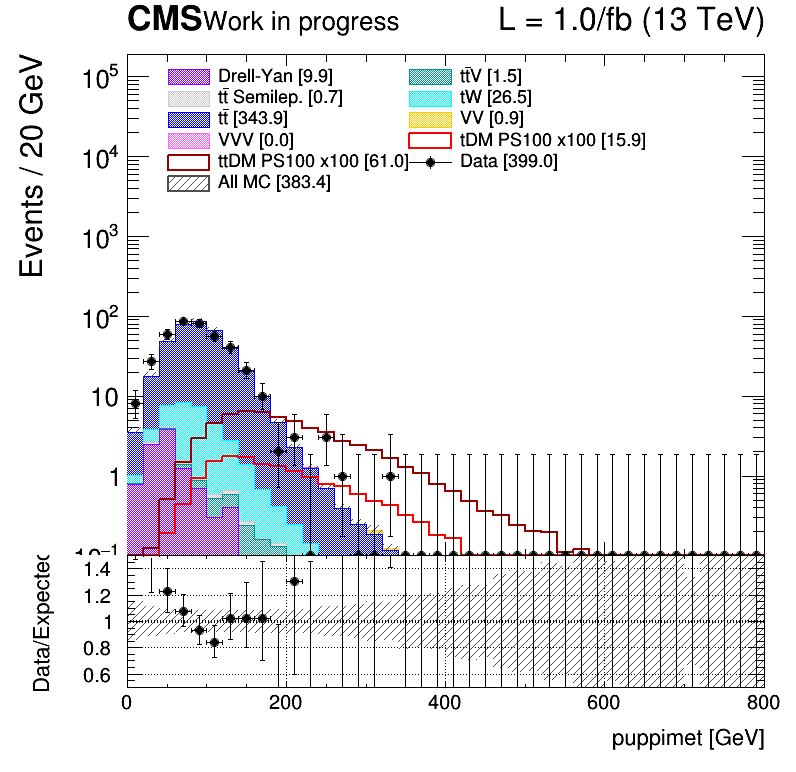 CMS Work in progress L = 1.0/fb (13 TeV)
Events / 20 GeV
10⁵
10⁴
10³
10²
10
1
10⁻¹
Drell-Yan [9.9] tt̄V [1.5]
tt̄ Semilep. [0.7] tW [26.5]
tt̄ [343.9] VV [0.9]
VVV [0.0] tDM PS100 x100 [15.9]
ttDM PS100 x100 [61.0] Data [399.0]
All MC [383.4]
Data/Expected
1.4
1.2
1
0.8
0.6
0 200 400 600 800
puppimet [GeV]